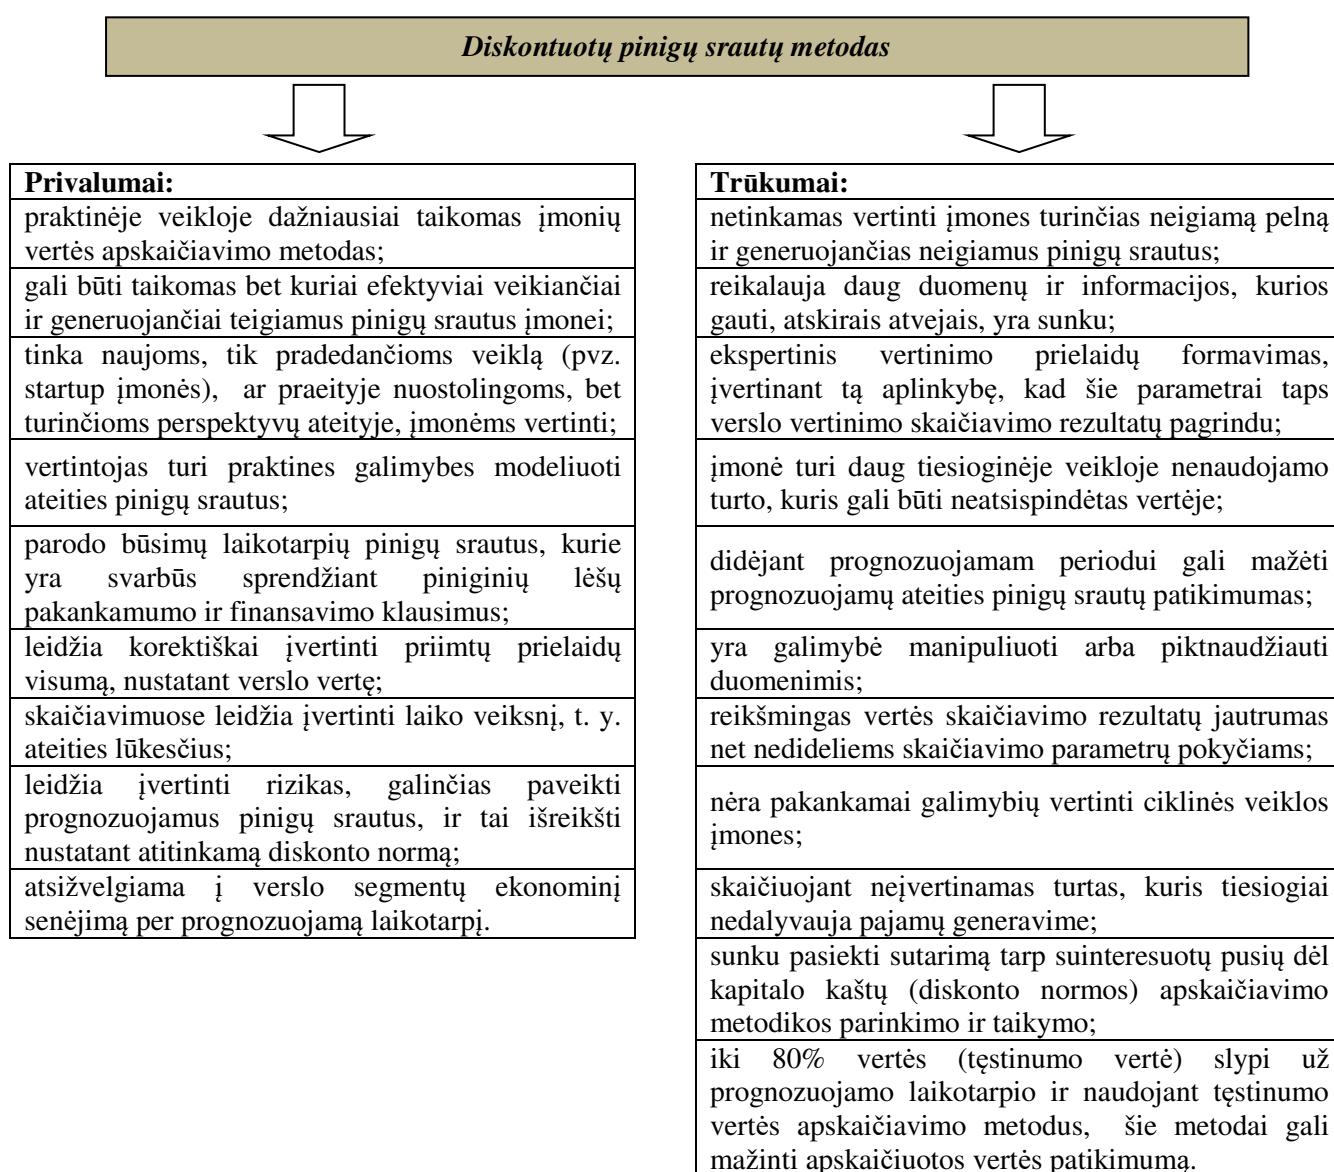 Diskontuotų pinigų srautų metodas
Privalumai:
praktinėje veikloje dažniausiai taikomas įmonių
vertės apskaičiavimo metodas;
gali būti taikomas bet kuriai efektyviai veikiančiai
ir generuojančiai teigiamus pinigų srautus įmonei;
tinka naujoms, tik pradedančioms veiklą (pvz.
startup įmonės), ar praeityje nuostolingoms, bet
turinčioms perspektyvų ateityje, įmonėms vertinti;
vertintojas turi praktines galimybes modeliuoti
ateities pinigų srautus;
parodo būsimų laikotarpių pinigų srautus, kurie
yra svarbūs sprendžiant piniginių lėšų
pakankamumo ir finansavimo klausimus;
leidžia korektiškai įvertinti priimtų prielaidų
visumą, nustatant verslo vertę;
skaičiavimuose leidžia įvertinti laiko veiksnį, t. y.
ateities lūkesčius;
leidžia įvertinti rizikas, galinčias paveikti
prognozuojamus pinigų srautus, ir tai išreikšti
nustatant atitinkamą diskonto normą;
atsižvelgiama į verslo segmentų ekonominį
senėjimą per prognozuojamą laikotarpį.
Trūkumai:
netinkamas vertinti įmones turinčias neigiamą pelną
ir generuojančias neigiamus pinigų srautus;
reikalauja daug duomenų ir informacijos, kurios
gauti, atskirais atvejais, yra sunku;
ekspertinis vertinimo prielaidų formavimas,
įvertinant tą aplinkybę, kad šie parametrai taps
verslo vertinimo skaičiavimo rezultatų pagrindu;
įmonė turi daug tiesioginėje veikloje nenaudojamo
turto, kuris gali būti neatsispindėtas vertėje;
didėjant prognozuojamam periodui gali mažėti
prognozuojamų ateities pinigų srautų patikimumas;
yra galimybė manipuliuoti arba piktnaudžiauti
duomenimis;
reikšmingas vertės skaičiavimo rezultatų jautrumas
net nedideliems skaičiavimo parametrų pokyčiams;
nėra pakankamai galimybių vertinti ciklinės veiklos
įmones;
skaičiuojant neįvertinamas turtas, kuris tiesiogiai
nedalyvauja pajamų generavime;
sunku pasiekti sutarimą tarp suinteresuotų pusių dėl
kapitalo kaštų (diskonto normos) apskaičiavimo
metodikos parinkimo ir taikymo;
iki 80% vertės (tęstinumo vertė) slypi už
prognozuojamo laikotarpio ir naudojant tęstinumo
vertės apskaičiavimo metodus, šie metodai gali
mažinti apskaičiuotos vertės patikimumą.